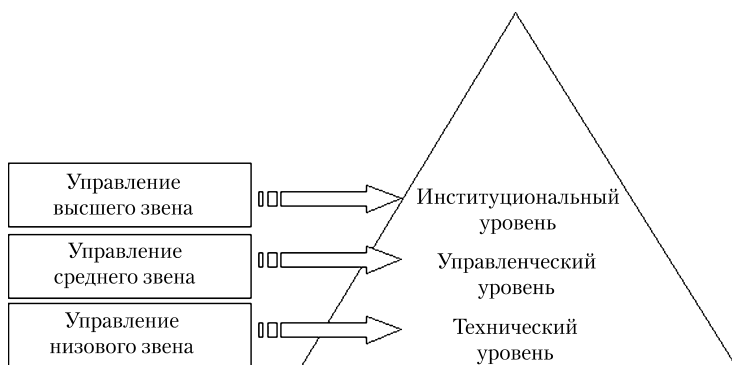 Управление
высшего звена
Институциональный
уровень
Управление
среднего звена
Управленческий
уровень
Управление
низового звена
Технический
уровень